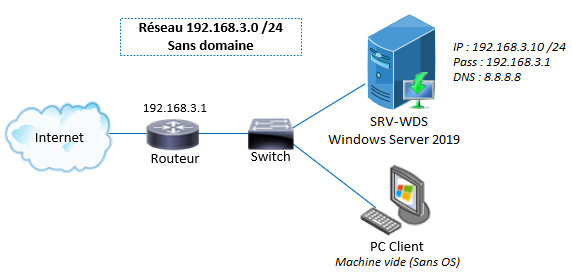 Réseau 192.168.3.0 /24
Sans domaine
IP : 192.168.3.10 /24
Pass : 192.168.3.1
DNS : 8.8.8.8
192.168.3.1
Internet
Routeur
Switch
SRV-WDS
Windows Server 2019
PC Client
Machine vide (Sans OS)